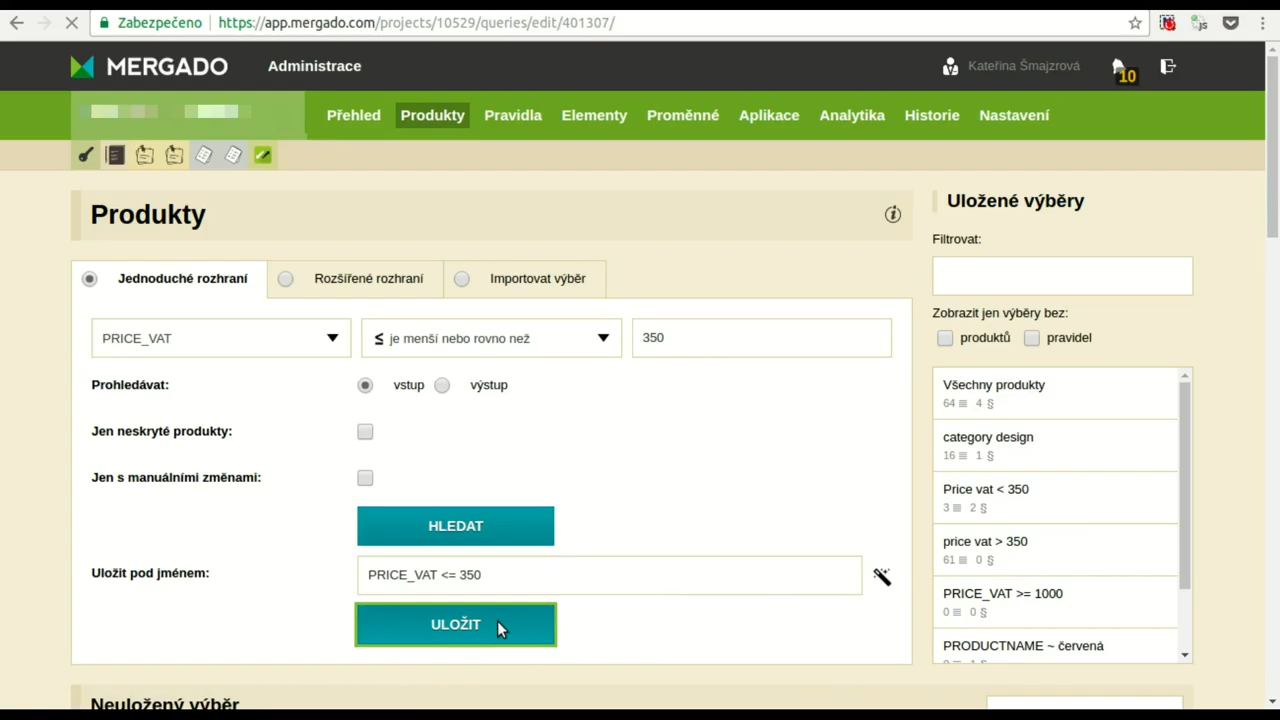 Zabezpečeno https://app.mergado.com/projects/10529/queries/edit/401307/
MERGADO Administrace Kateřina Šmajzrová 10
Přehled Produkty Pravidla Elementy Proměnné Aplikace Analytika Historie Nastavení
Produkty
Jednoduché rozhraní Rozšířené rozhraní Importovat výběr
PRICE_VAT ≤ je menší nebo rovno než 350
Prohledávat: vstup výstup
Jen neskryté produkty:
Jen s manuálními změnami:
HLEDAT
Uložit pod jménem: PRICE_VAT <= 350
ULOŽIT
Neuložený výběr
Uložené výběry
Filtrovat:
Zobrazit jen výběry bez:
produktů pravidel
Všechny produkty
64 4 §
category design
16 1 §
Price vat < 350
3 2 §
price vat > 350
61 0 §
PRICE_VAT >= 1000
0 0 §
PRODUCTNAME ~ červená